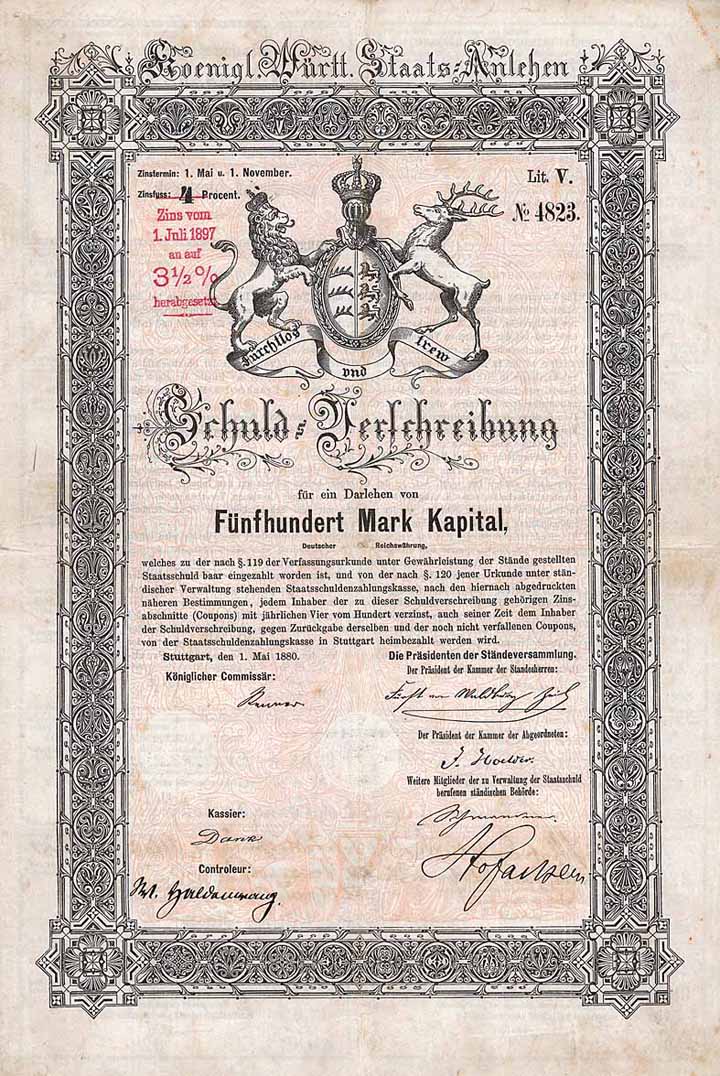 Koenigl. Württ. Staats-Anlehen
Zinstermin: 1. Mai u. 1. November.
Zinsfuss: 4 Procent.
Zins vom
1. Juli 1897
an auf
3½%
herabgesetzt
Lit. V.
No 4823.
Furchtlos
und
trew
Schuld-Verschreibung
für ein Darlehen von
Fünfhundert Mark Kapital,
Deutscher Reichswährung,
welches zu der nach §. 119 der Verfassungsurkunde unter Gewährleistung der Stände gestellten
Staatsschuld baar eingezahlt worden ist, und von der nach §. 120 jener Urkunde unter stän-
discher Verwaltung stehenden Staatsschuldenzahlungskasse, nach den hiernach abgedruckten
näheren Bestimmungen, jedem Inhaber der zu dieser Schuldverschreibung gehörigen Zins-
abschnitte (Coupons) mit jährlichen Vier vom Hundert verzinst, auch seiner Zeit dem Inhaber
der Schuldverschreibung, gegen Zurückgabe derselben und der noch nicht verfallenen Coupons,
von der Staatsschuldenzahlungskasse in Stuttgart heimbezahlt werden wird.
Stuttgart, den 1. Mai 1880.
Königlicher Commissär:
Renner
Die Präsidenten der Ständeversammlung.
Der Präsident der Kammer der Standesherren:
Fürst von Waldburg Zeil
Der Präsident der Kammer der Abgeordneten:
J. Hoelder.
Weitere Mitglieder der zu Verwaltung der Staatsschuld
berufenen ständischen Behörde:
Kassier:
Controleur:
Haldenwang.